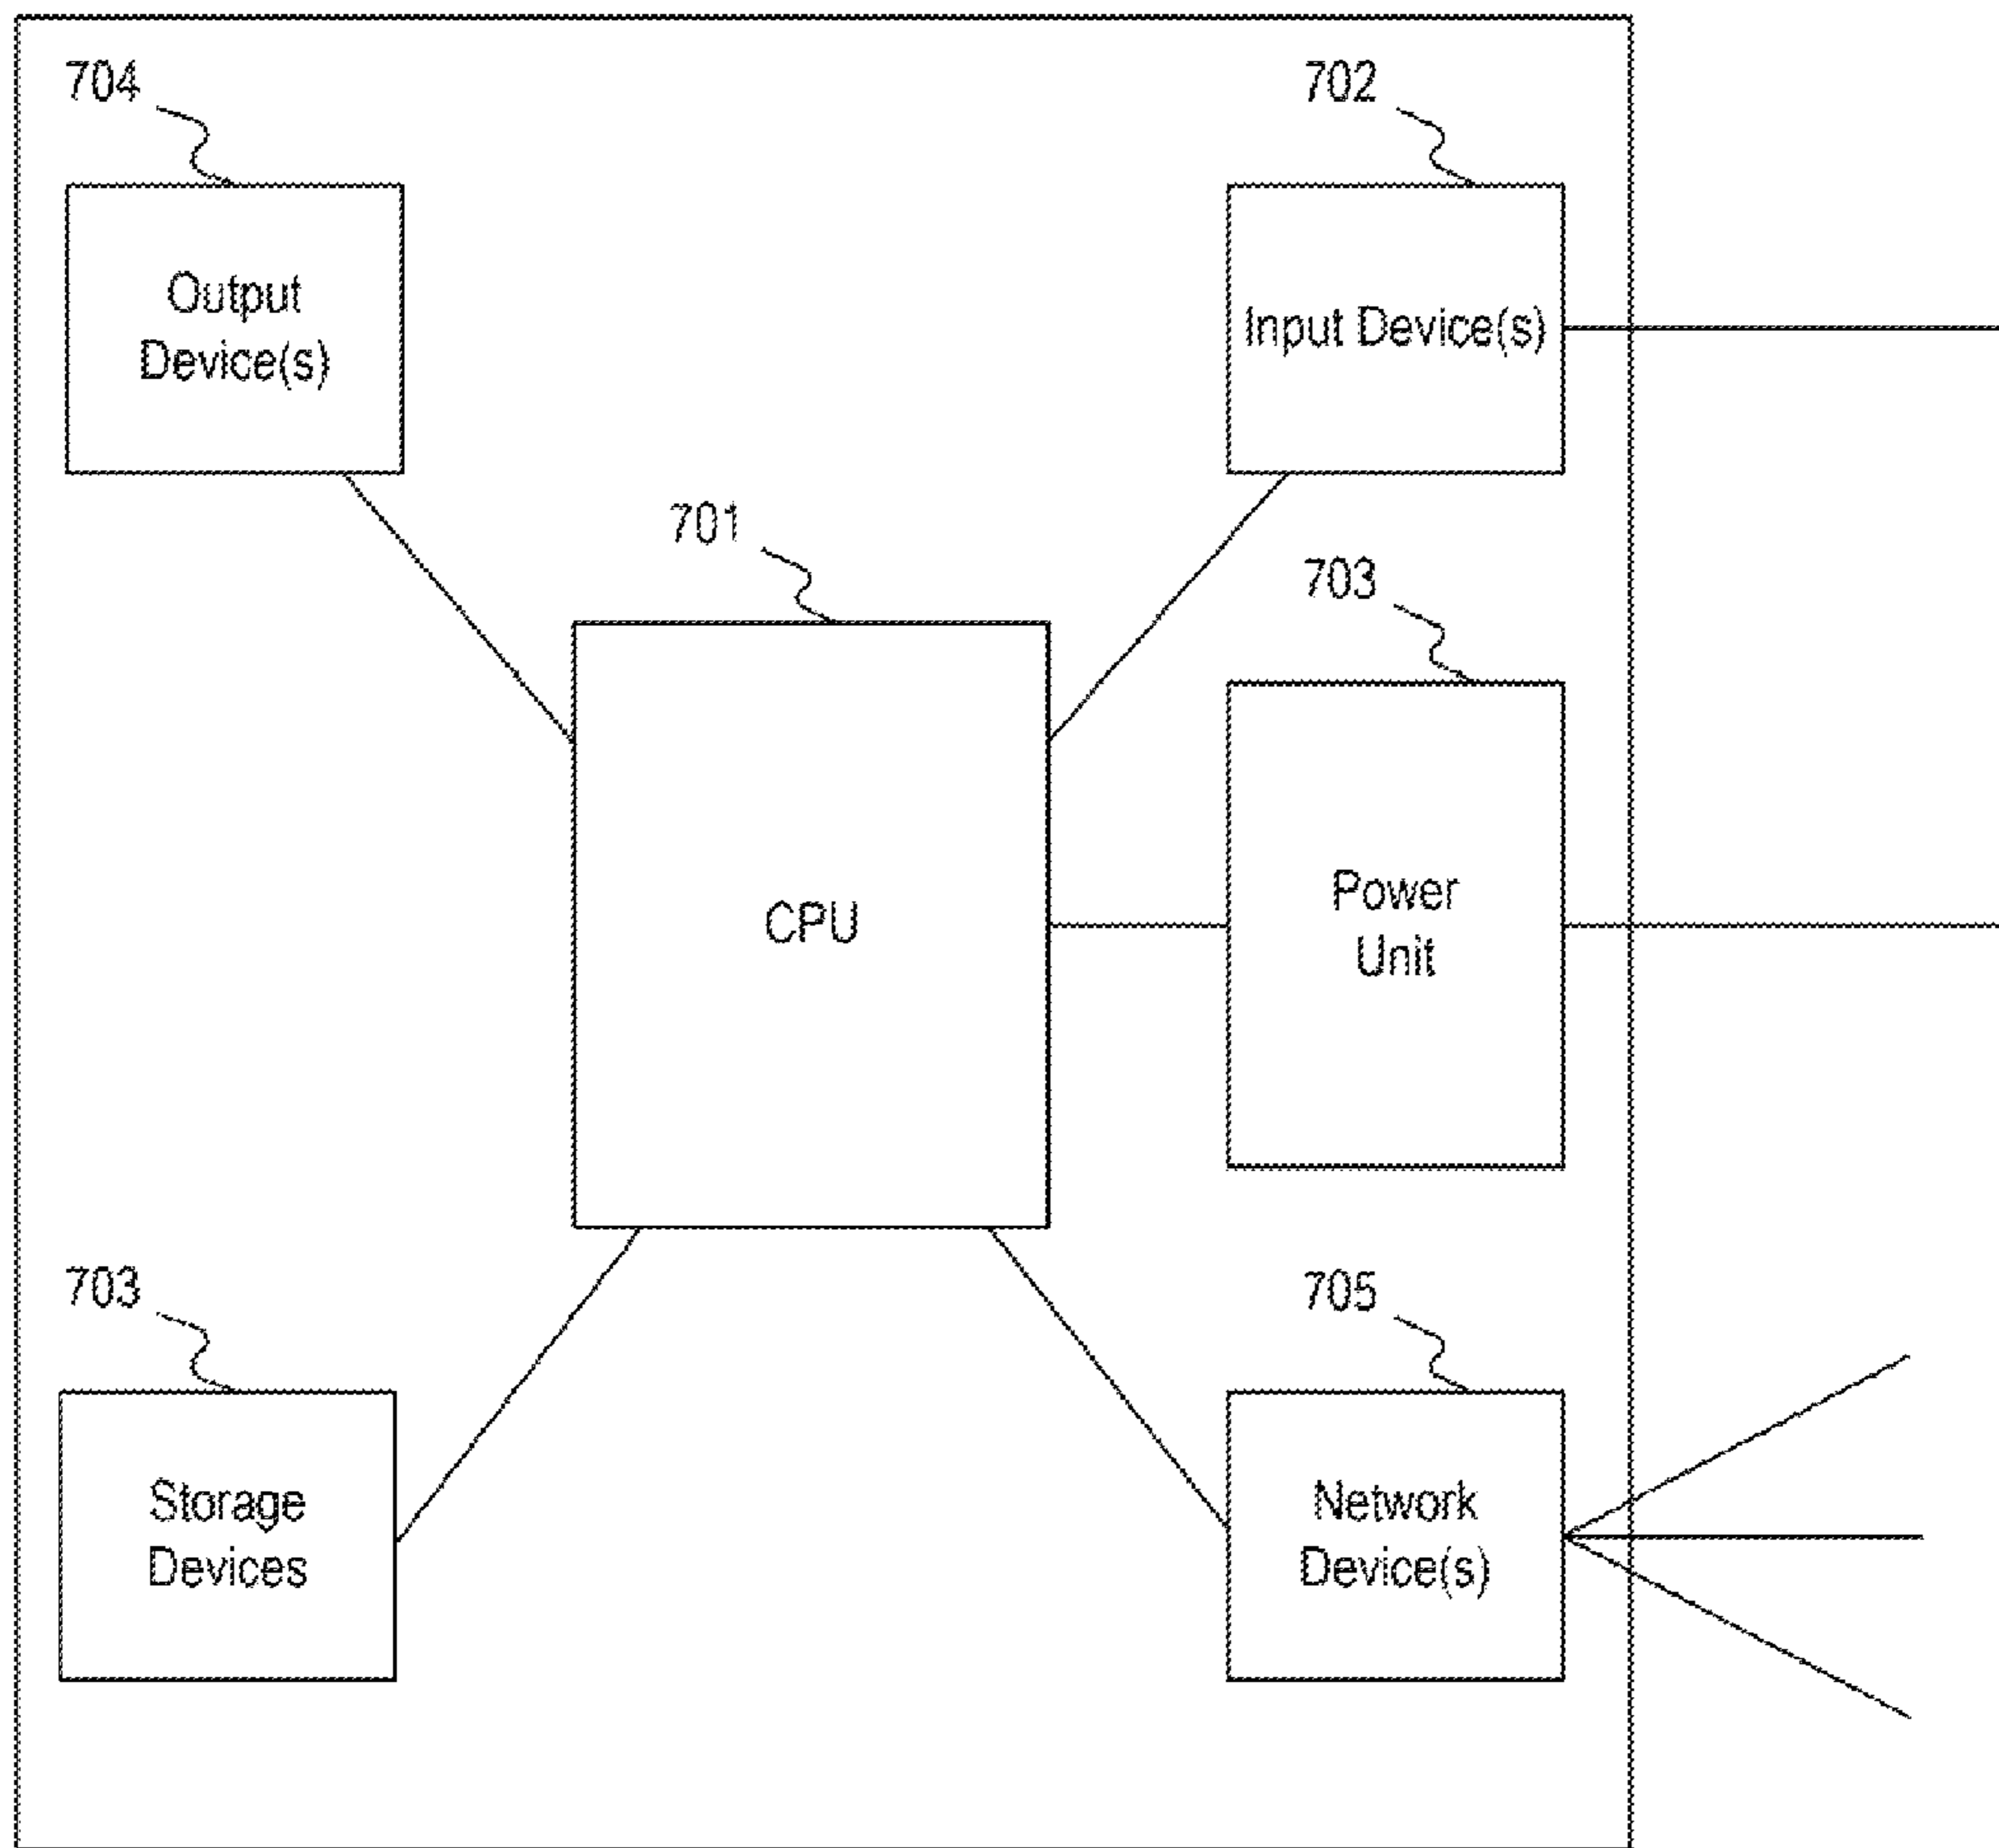 704
702
Output
Device(s)
Input Device(s)
701
703
CPU
Power
Unit
703
705
Storage
Devices
Network
Device(s)